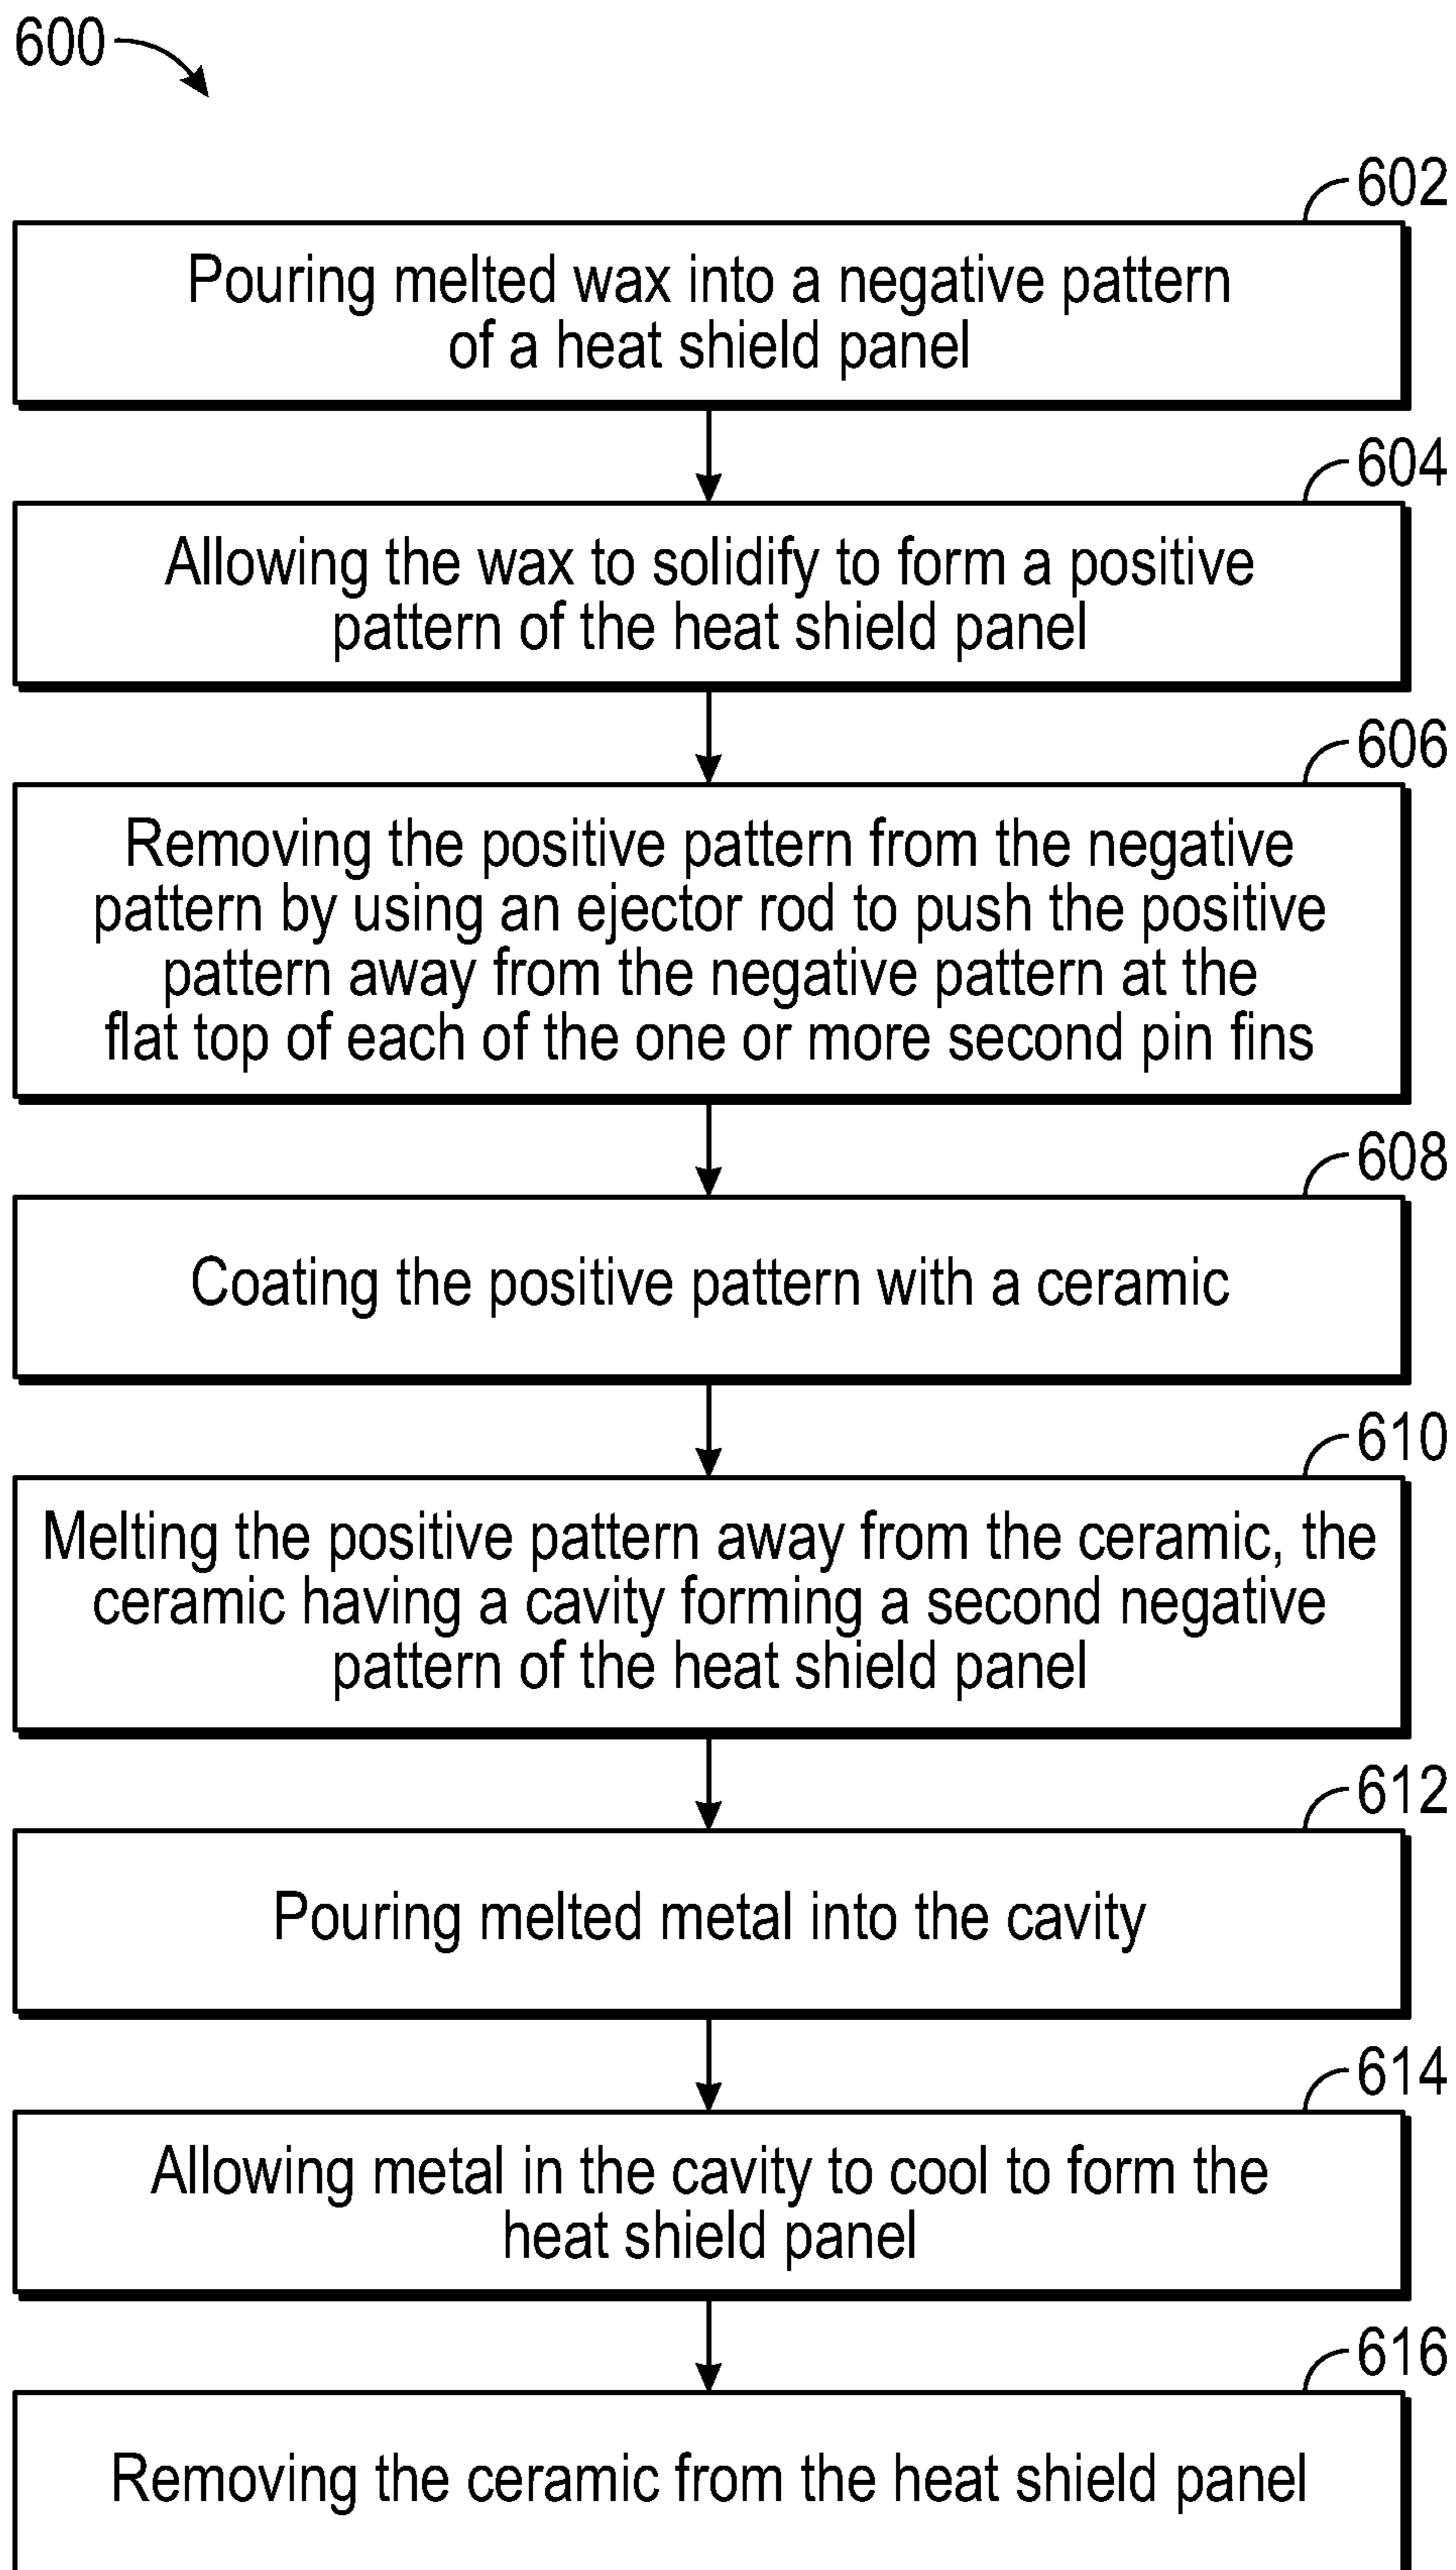 600
602
Pouring melted wax into a negative pattern
of a heat shield panel
604
Allowing the wax to solidify to form a positive
pattern of the heat shield panel
606
Removing the positive pattern from the negative
pattern by using an ejector rod to push the positive
pattern away from the negative pattern at the
flat top of each of the one or more second pin fins
608
Coating the positive pattern with a ceramic
610
Melting the positive pattern away from the ceramic, the
ceramic having a cavity forming a second negative
pattern of the heat shield panel
612
Pouring melted metal into the cavity
614
Allowing metal in the cavity to cool to form the
heat shield panel
616
Removing the ceramic from the heat shield panel